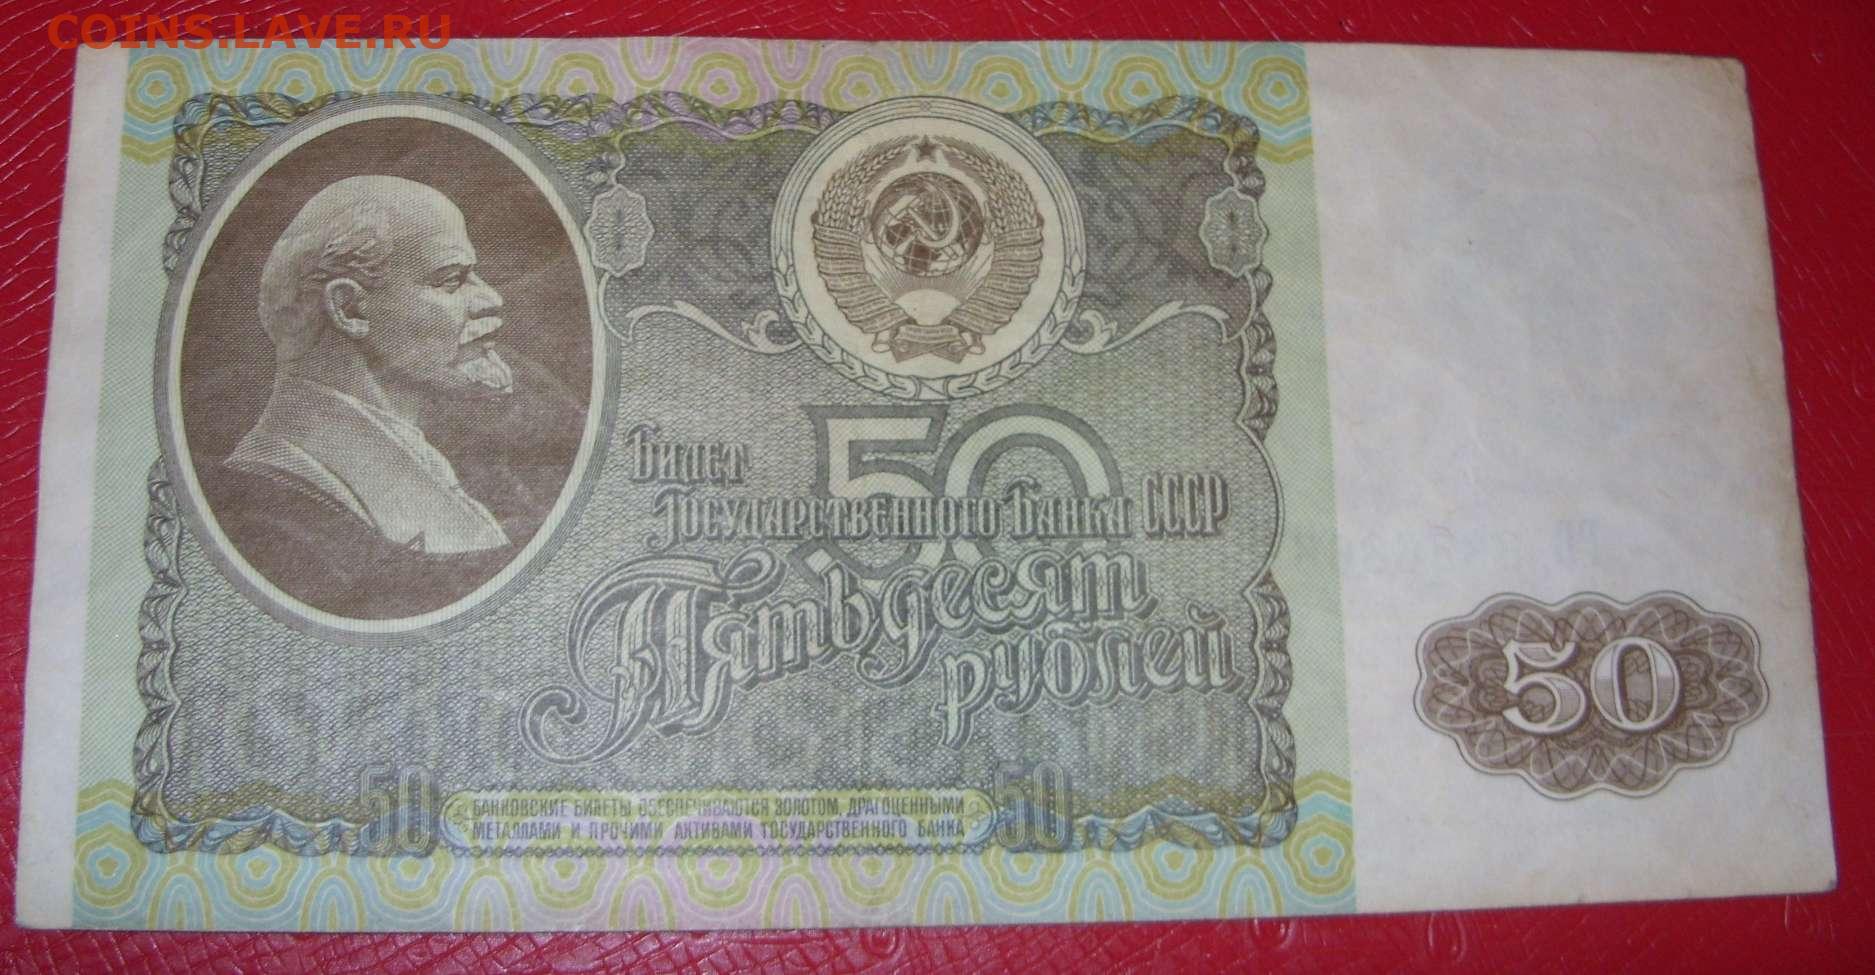 COINS.LAVE.RU
50
Билет
Государственного Банка СССР
Пятьдесят
рублей
50
50
БАНКОВСКИЕ БИЛЕТЫ ОБЕСПЕЧИВАЮТСЯ ЗОЛОТОМ, ДРАГОЦЕННЫМИ
МЕТАЛЛАМИ И ПРОЧИМИ АКТИВАМИ ГОСУДАРСТВЕННОГО БАНКА
50